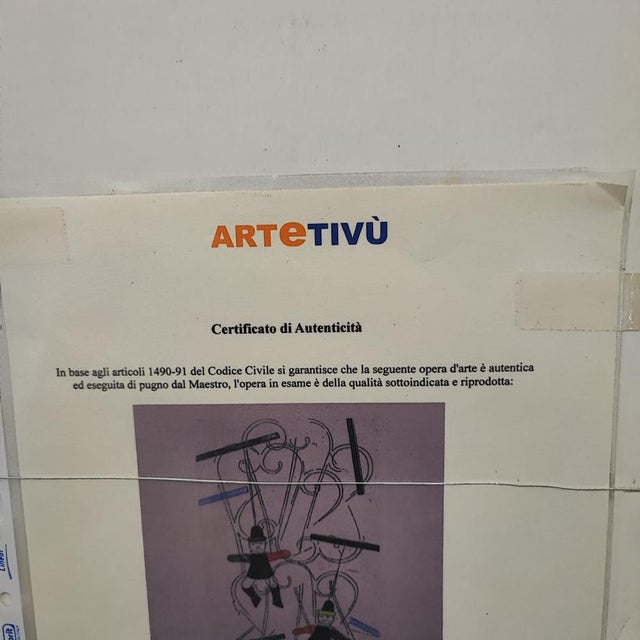 ARTeTIVÙ
Certificato di Autenticità
In base agli articoli 1490-91 del Codice Civile si garantisce che la seguente opera d'arte è autentica
ed eseguita di pugno dal Maestro, l'opera in esame è della qualità sottoindicata e riprodotta: